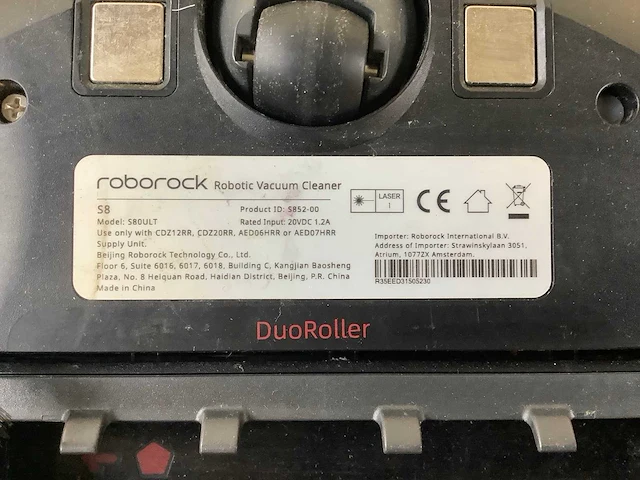 roborock Robotic Vacuum Cleaner
S8
Product ID: S852-00
Model: S80ULT
Rated Input: 20VDC 1.2A
Use only with CDZ12RR, CDZ20RR, AED06HRR or AED07HRR
Supply Unit.
Beijing Roborock Technology Co., Ltd.
Floor 6, Suite 6016, 6017, 6018, Building C, Kangjian Baosheng
Plaza, No. 8 Heiquan Road, Haidian District, Beijing, P.R. China
Made in China
LASER
1
CE
Importer: Roborock International B.V.
Address of Importer: Strawinskylaan 3051,
Atrium, 1077ZX Amsterdam.
R35EED31505230
DuoRoller